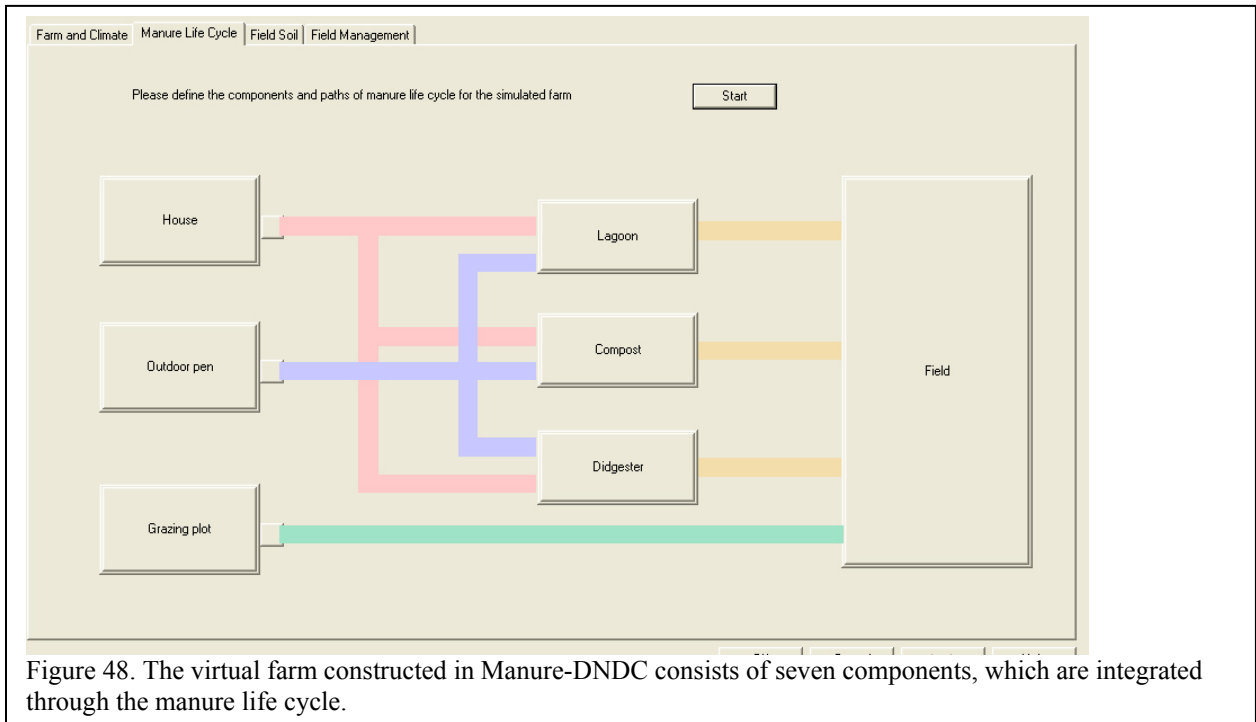 Farm and Climate Manure Life Cycle Field Soil Field Management
Please define the components and paths of manure life cycle for the simulated farm Start
House
Lagoon
Compost
Outdoor pen
Field
Didgester
Grazing plot
Figure 48. The virtual farm constructed in Manure-DNDC consists of seven components, which are integrated
through the manure life cycle.